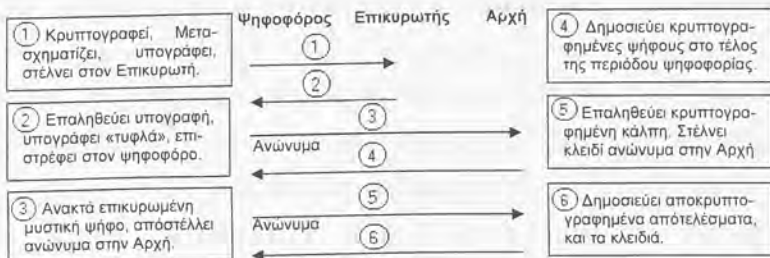 Ψηφοφόρος Επικυρωτής Αρχή
① Κρυπτογραφεί, Μετα-
σχηματίζει, υπογράφει,
στέλνει στον Επικυρωτή.
② Επαληθεύει υπογραφή,
υπογράφει «τυφλά», επι-
στρέφει στον ψηφοφόρο.
③ Ανακτά επικυρωμένη
μυστική ψήφο, απόστέλλει
ανώνυμα στην Αρχή.
①
②
③
Ανώνυμα
④
⑤
Ανώνυμα
⑥
④ Δημοσιεύει κρυπτογρα-
φημένες ψήφους στο τέλος
της περιόδου ψηφοφορίας.
⑤ Επαληθεύει κρυπτογρα-
φημένη κάλπη. Στέλνει
κλειδί ανώνυμα στην Αρχή
⑥ Δημοσιεύει αποκρυπτο-
γραφημένα απότελέσματα,
και τα κλειδιά.